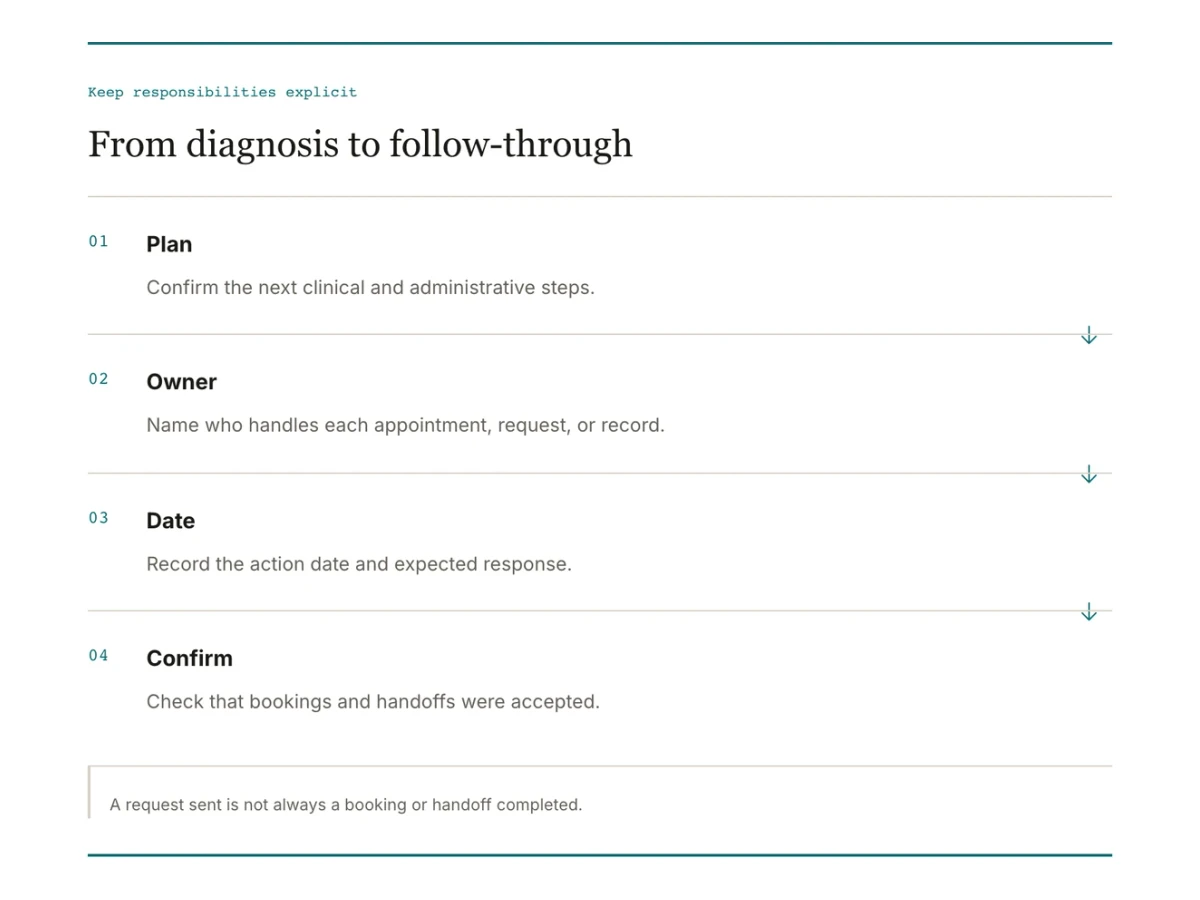 Keep responsibilities explicit
From diagnosis to follow-through
01
Plan
Confirm the next clinical and administrative steps.
02
Owner
Name who handles each appointment, request, or record.
03
Date
Record the action date and expected response.
04
Confirm
Check that bookings and handoffs were accepted.
A request sent is not always a booking or handoff completed.